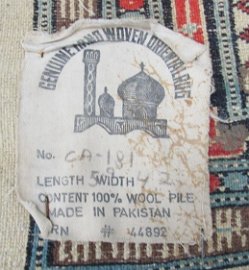 GENUINE HAND WOVEN ORIENTAL RUG
No. CA-181
LENGTH 5 WIDTH 4
CONTENT 100% WOOL PILE
MADE IN PAKISTAN
RN # 44892